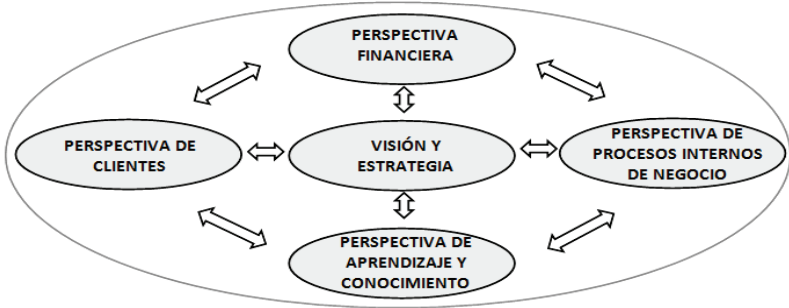 PERSPECTIVA
FINANCIERA
PERSPECTIVA DE
CLIENTES
VISIÓN Y
ESTRATEGIA
PERSPECTIVA DE
PROCESOS INTERNOS
DE NEGOCIO
PERSPECTIVA DE
APRENDIZAJE Y
CONOCIMIENTO